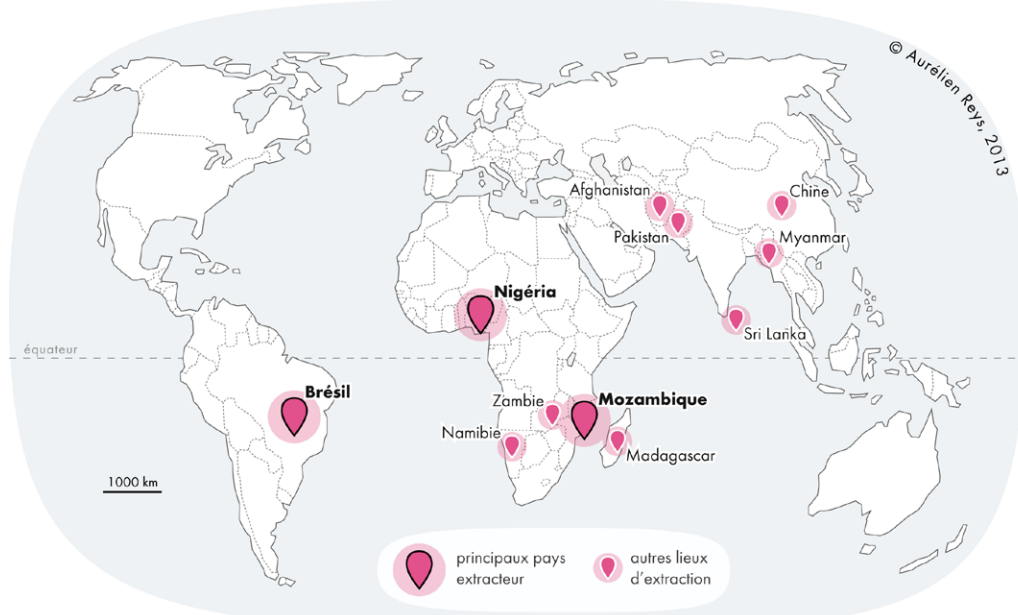 © Aurélien Reys, 2013
Afghanistan
Chine
Pakistan
Myanmar
Nigéria
Sri Lanka
équateur
Brésil
Zambie
Mozambique
Namibie
Madagascar
1000 km
principaux pays
extracteur
autres lieux
d'extraction